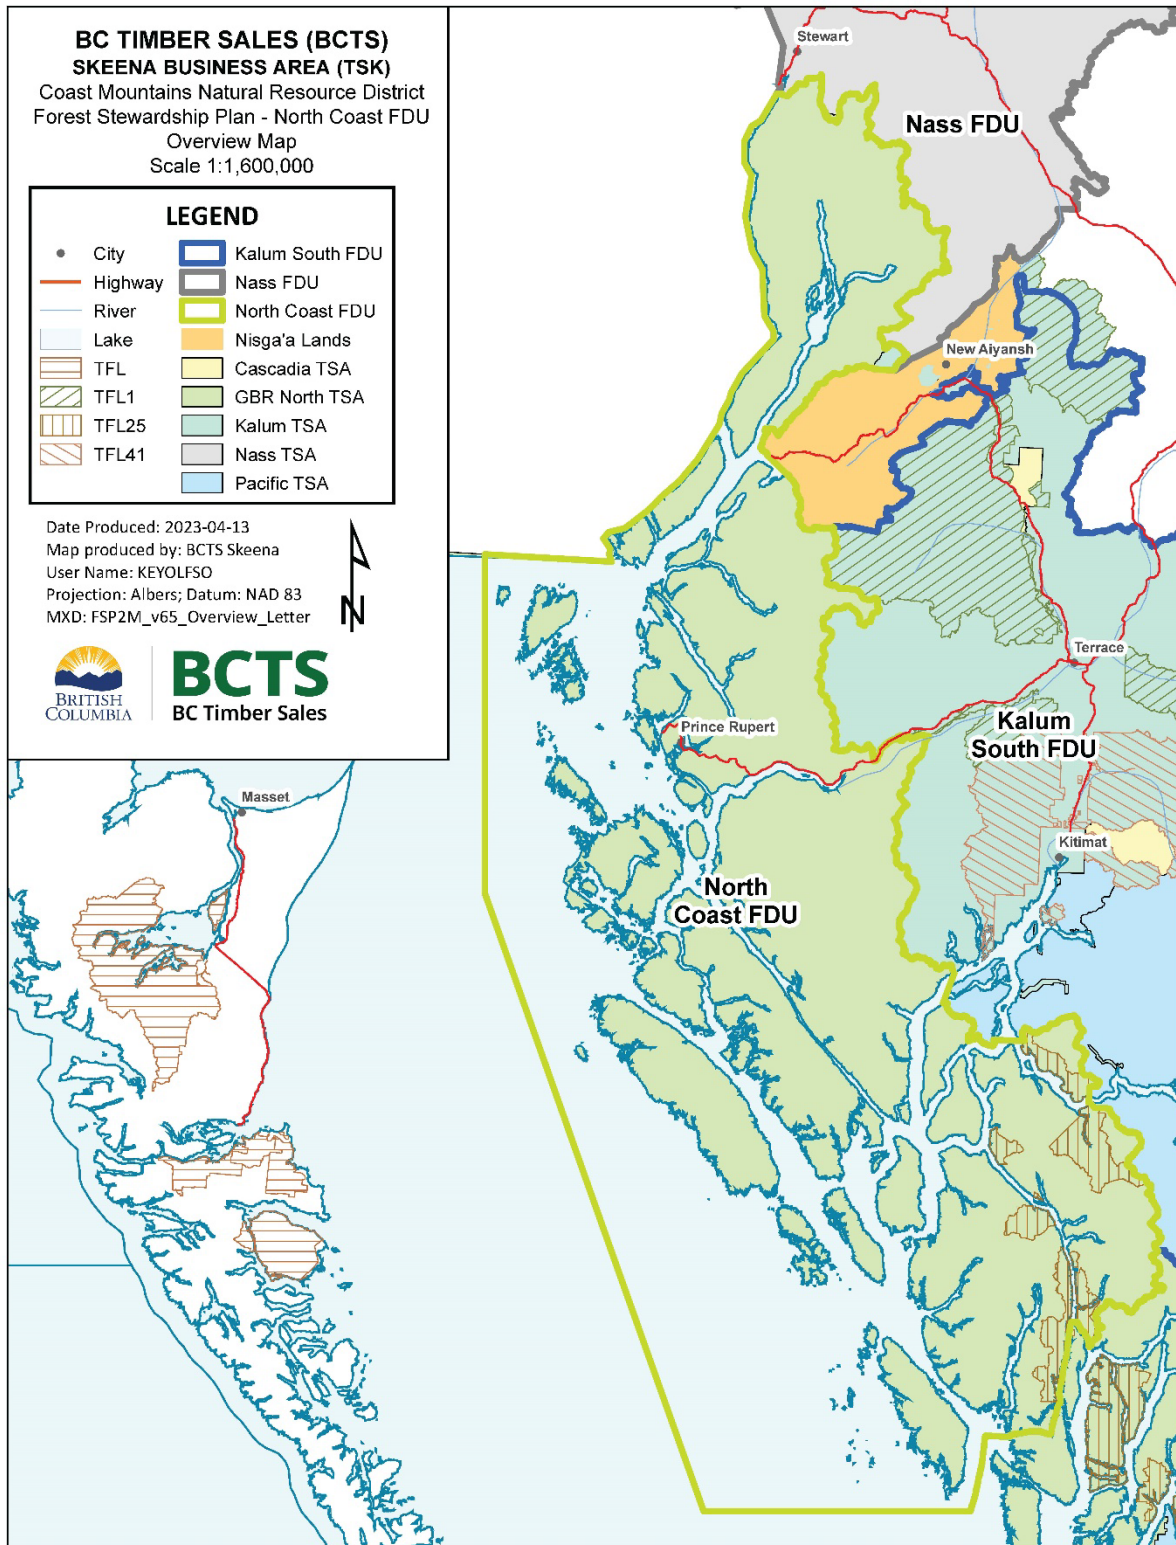 BC TIMBER SALES (BCTS)
SKEENA BUSINESS AREA (TSK)
Coast Mountains Natural Resource District
Forest Stewardship Plan - North Coast FDU
Overview Map
Scale 1:1,600,000
LEGEND
City
Highway
River
Lake
TFL
TFL1
TFL25
TFL41
Kalum South FDU
Nass FDU
North Coast FDU
Nisga'a Lands
Cascadia TSA
GBR North TSA
Kalum TSA
Nass TSA
Pacific TSA
Date Produced: 2023-04-13
Map produced by: BCTS Skeena
User Name: KEYOLFSO
Projection: Albers; Datum: NAD 83
MXD: FSP2M_v65_Overview_Letter
N
BRITISH
COLUMBIA
BCTS
BC Timber Sales
Stewart
Nass FDU
New Aiyansh
Terrace
Kalum
South FDU
Prince Rupert
Masset
Kitimat
North
Coast FDU